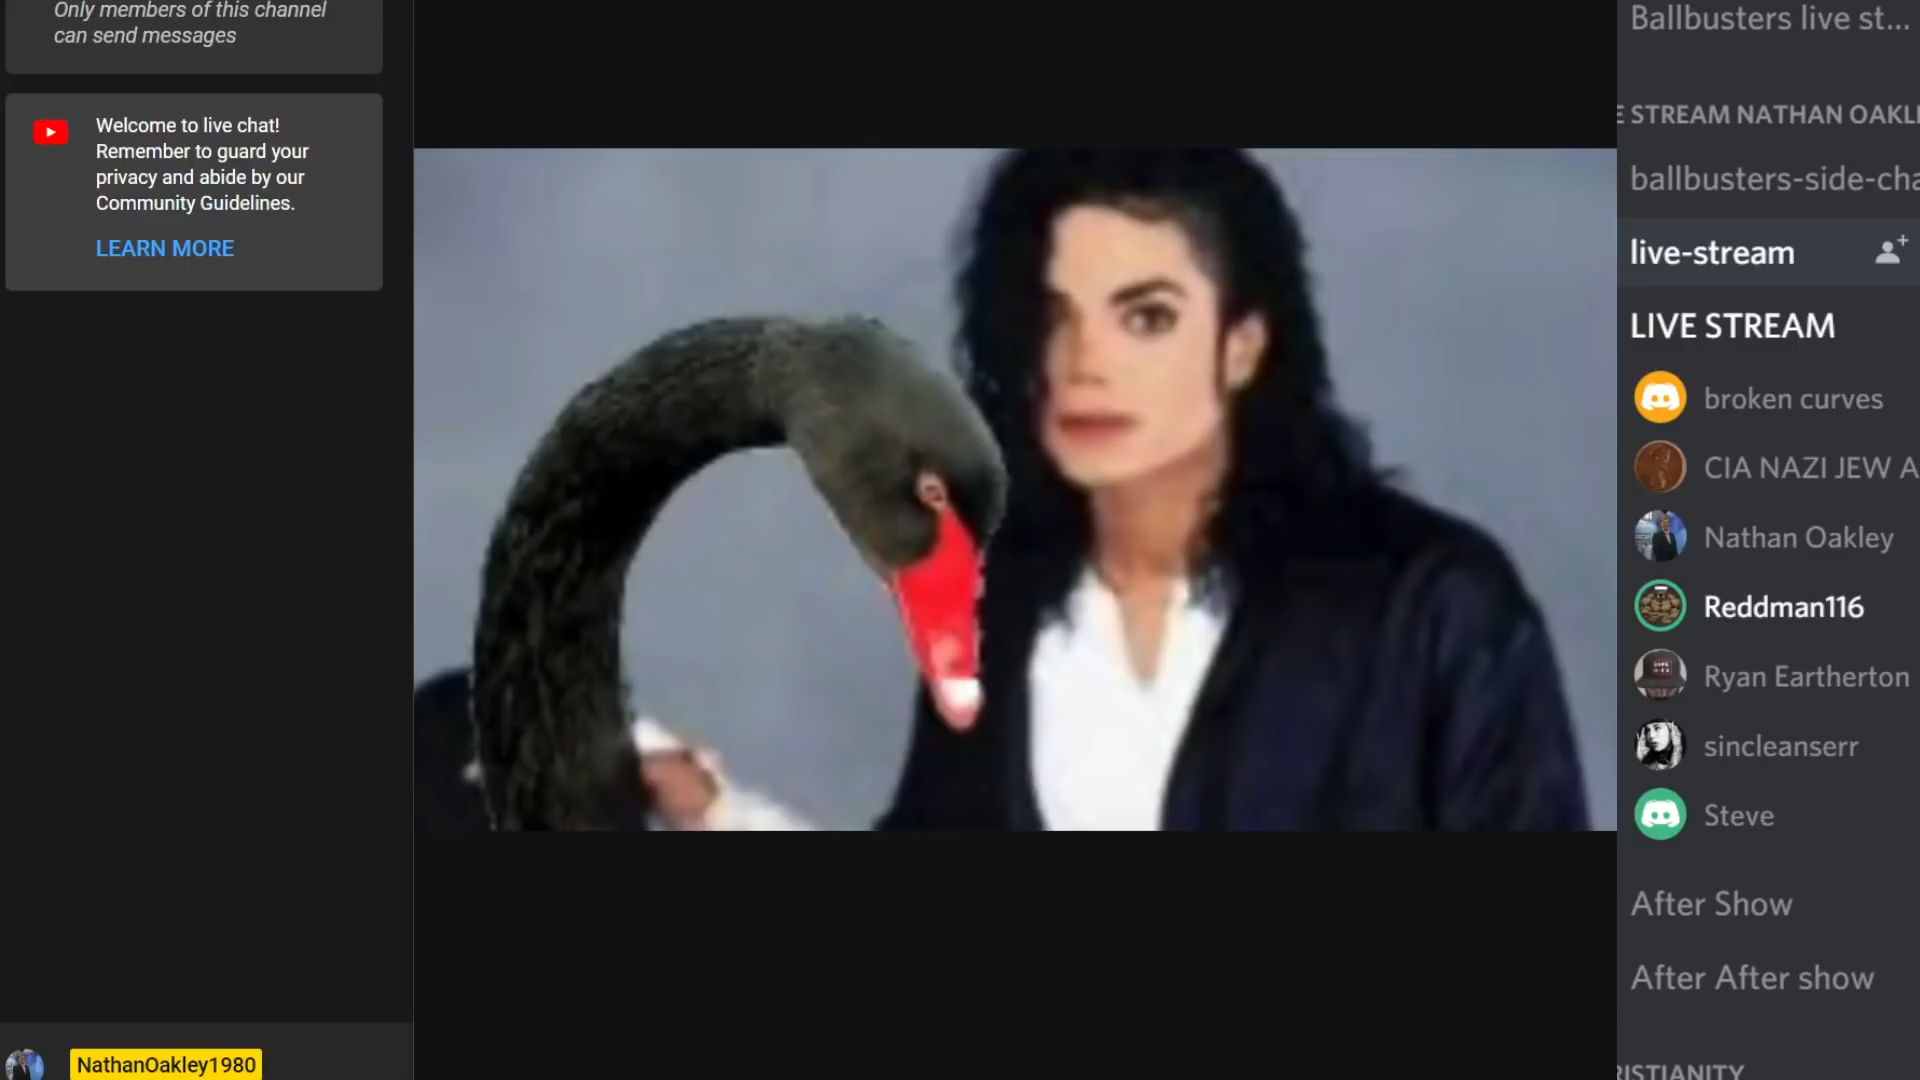 Only members of this channel
can send messages
Welcome to live chat!
Remember to guard your
privacy and abide by our
Community Guidelines.
LEARN MORE
NathanOakley1980
Ballbusters live st...
STREAM NATHAN OAKL
ballbusters-side-cha
live-stream
LIVE STREAM
broken curves
CIA NAZI JEW A
Nathan Oakley
Reddman116
Ryan Eartherton
sincleanserr
Steve
After Show
After After show
RISTIANITY